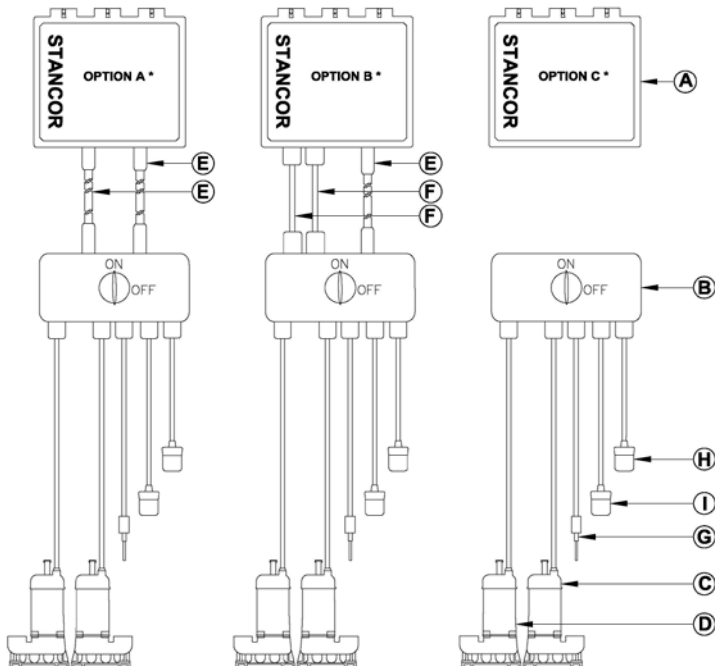 STANCOR
OPTION A *
STANCOR
OPTION B *
STANCOR
OPTION C *
A
E
E
E
F
F
ON
OFF
ON
OFF
ON
OFF
B
H
I
G
C
D